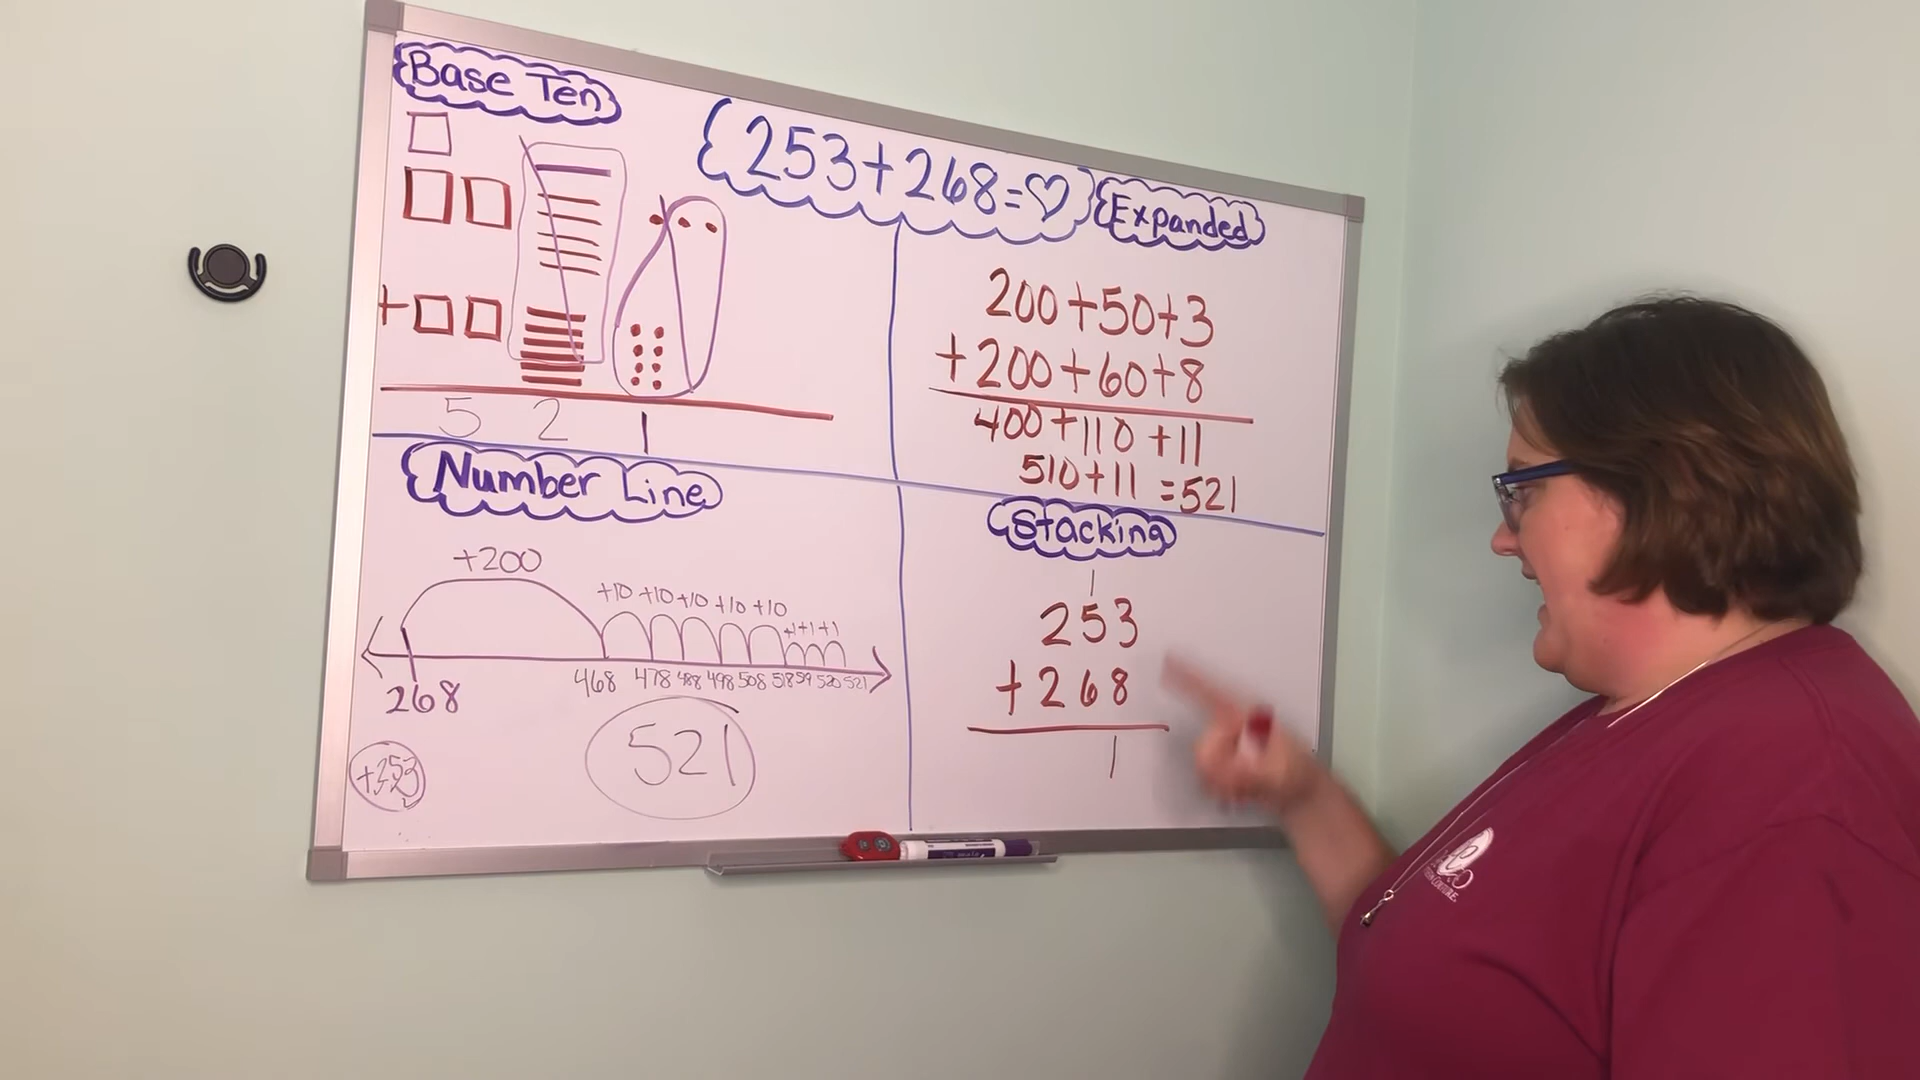 Base Ten
253+268=♡
Expanded
+
5 2 1
200+50+3
+200+60+8
400+110+11
510+11 =521
Number Line
+200
+10 +10 +10 +10 +10
+1 +1 +1
468 478 488 498 508 518 59 520 521
268
521
+253
Stacking
1
253
+268
1